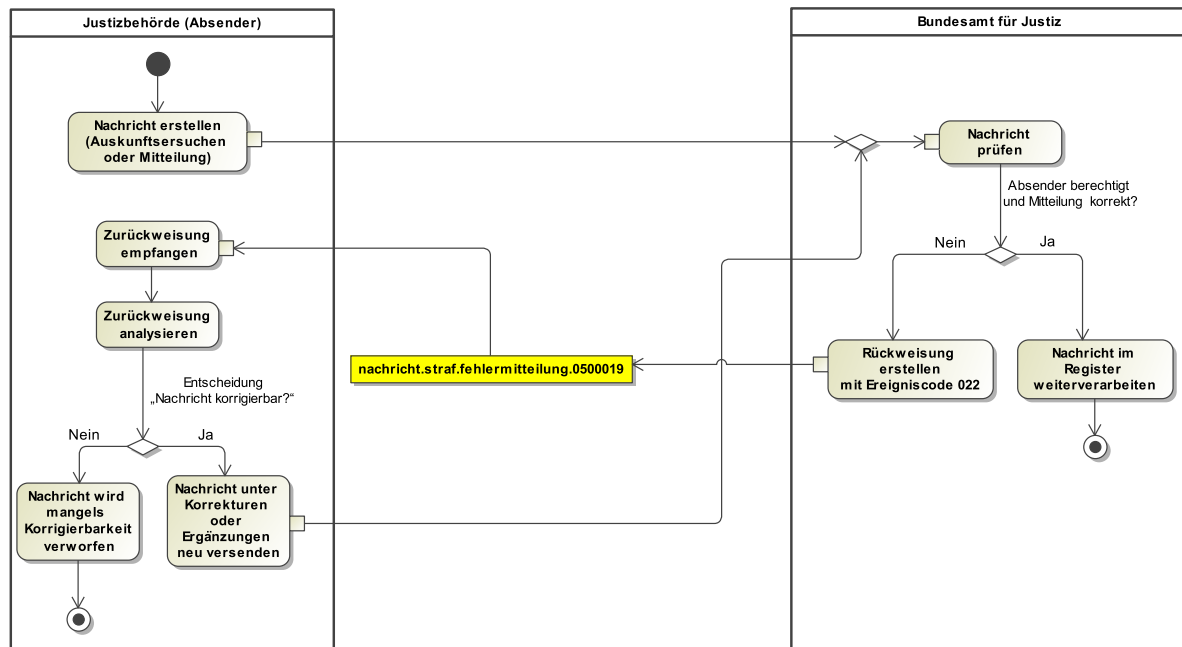 Justizbehörde (Absender)
Nachricht erstellen
(Auskunftsersuchen
oder Mitteilung)
Zurückweisung
empfangen
Zurückweisung
analysieren
Entscheidung
„Nachricht korrigierbar?“
Nein
Ja
Nachricht wird
mangels
Korrigierbarkeit
verworfen
Nachricht unter
Korrekturen
oder
Ergänzungen
neu versenden
nachricht.straf.fehlermitteilung.0500019
Bundesamt für Justiz
Nachricht
prüfen
Absender berechtigt
und Mitteilung korrekt?
Nein
Ja
Rückweisung
erstellen
mit Ereigniscode 022
Nachricht im
Register
weiterverarbeiten